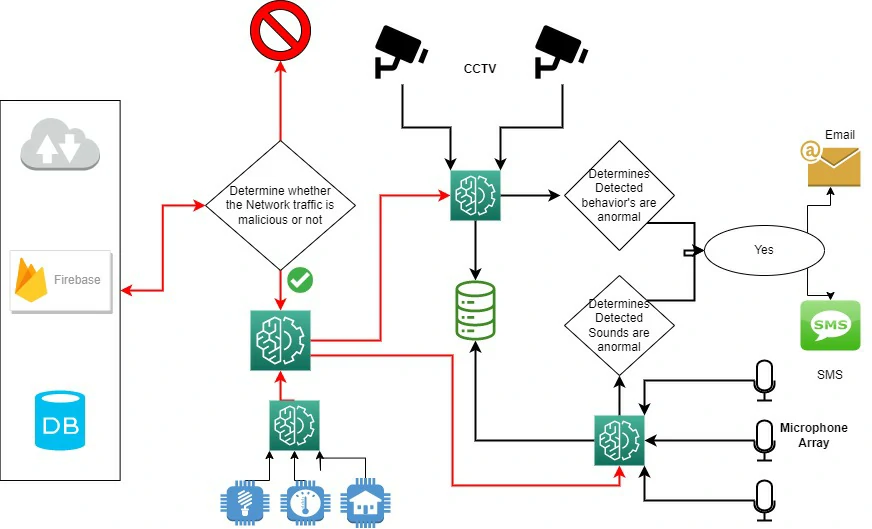 CCTV
Email
@
Determine whether
the Network traffic is
malicious or not
Determines
Detected
behavior's are
anormal
Yes
Firebase
Determines
Detected
Sounds are
anormal
SMS
SMS
DB
Microphone
Array